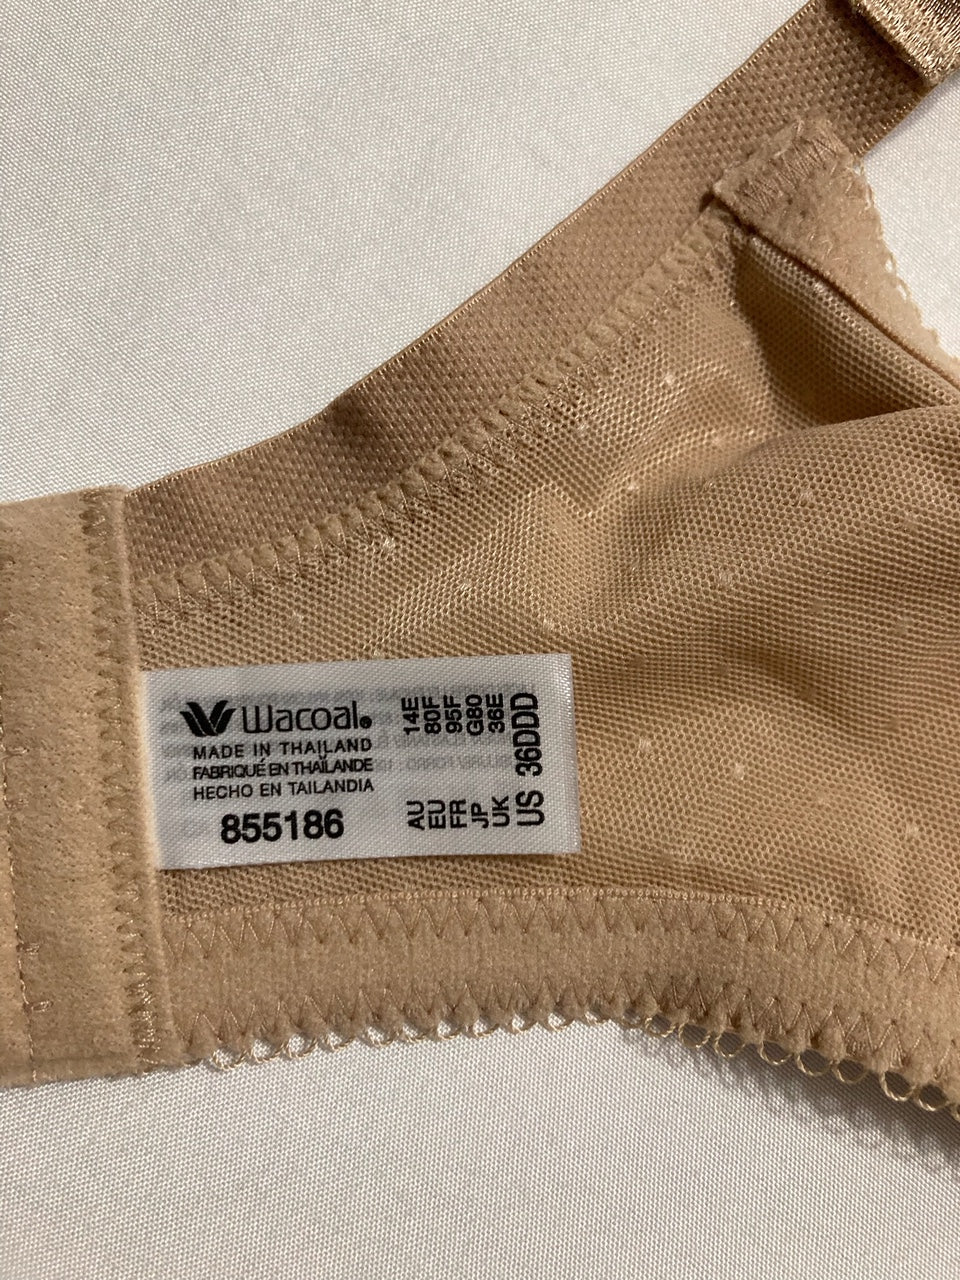 Wacoal®
MADE IN THAILAND
FABRIQUÉ EN THAÏLANDE
HECHO EN TAILANDIA
855186
AU 14E
EU 80F
FR 95F
JP G80
UK 36E
US 36DDD